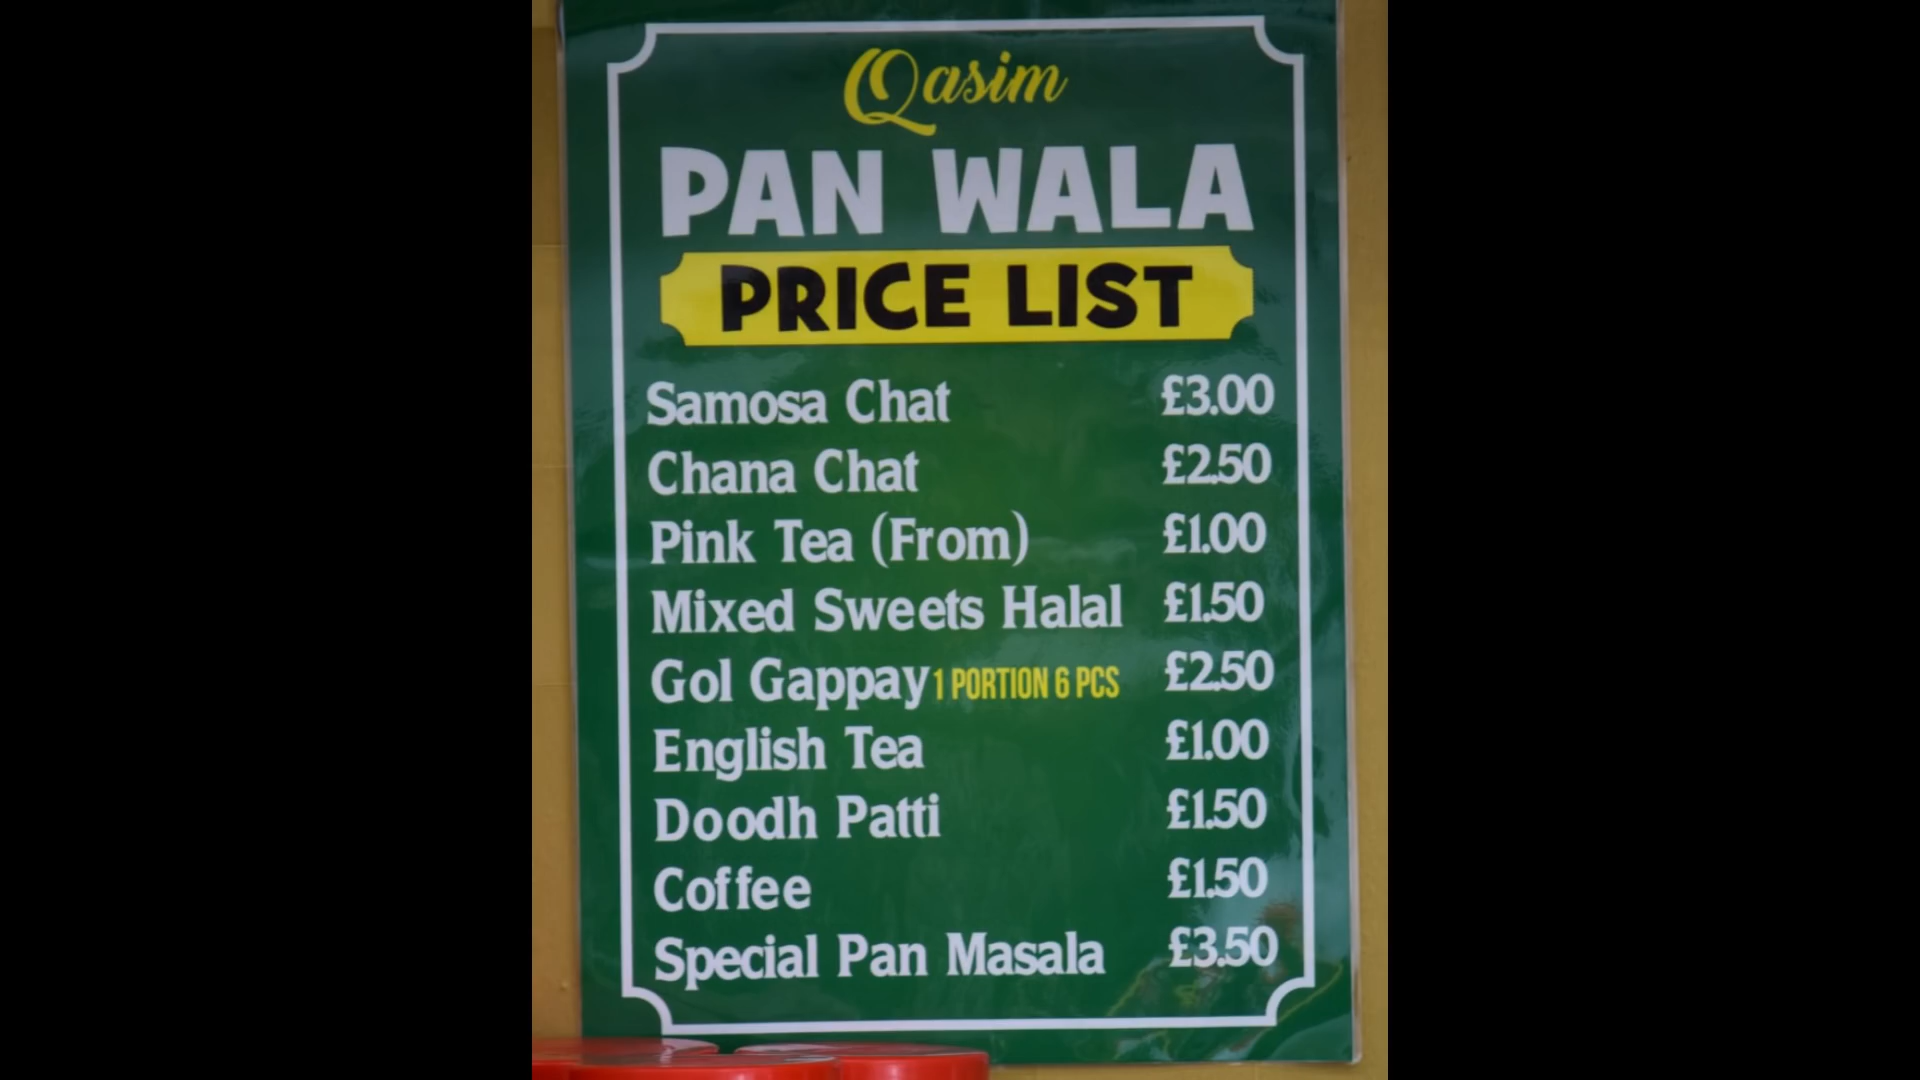 Qasim
PAN WALA
PRICE LIST
Samosa Chat £3.00
Chana Chat £2.50
Pink Tea (From) £1.00
Mixed Sweets Halal £1.50
Gol Gappay 1 PORTION 6 PCS £2.50
English Tea £1.00
Doodh Patti £1.50
Coffee £1.50
Special Pan Masala £3.50